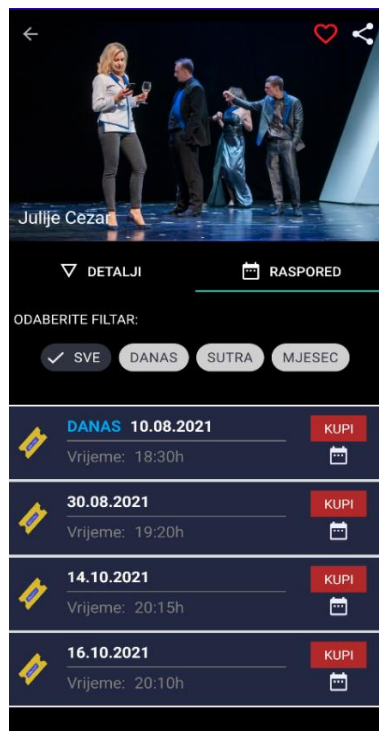 Julije Cezar
DETALJI
RASPORED
ODABERITE FILTAR:
SVE DANAS SUTRA MJESEC
DANAS 10.08.2021
KUPI
Vrijeme: 18:30h
30.08.2021
KUPI
Vrijeme: 19:20h
14.10.2021
KUPI
Vrijeme: 20:15h
16.10.2021
KUPI
Vrijeme: 20:10h